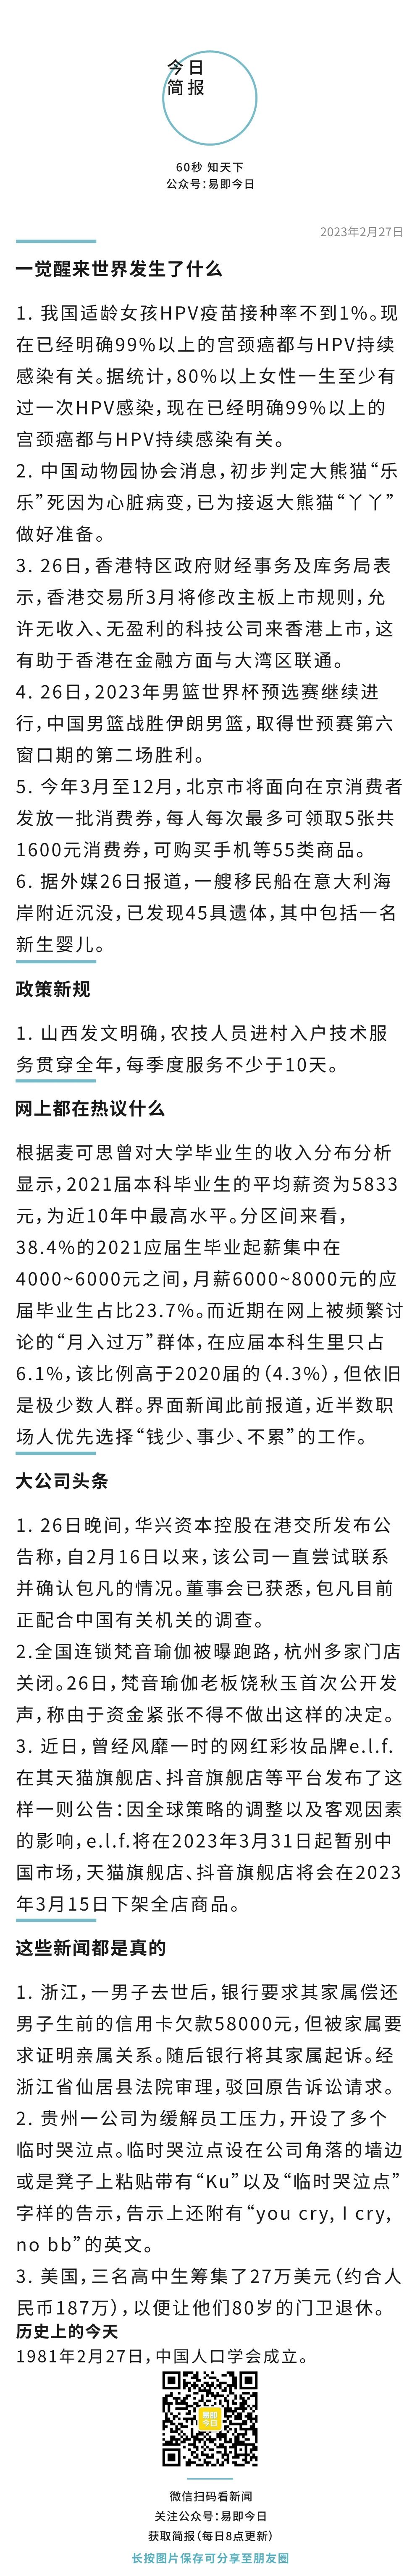 今日
简报
60秒 知天下
公众号：易即今日
2023年2月27日
一觉醒来世界发生了什么
1. 我国适龄女孩HPV疫苗接种率不到1%。现
在已经明确99%以上的宫颈癌都与HPV持续
感染有关。据统计，80%以上女性一生至少有
过一次HPV感染，现在已经明确99%以上的
宫颈癌都与HPV持续感染有关。
2. 中国动物园协会消息，初步判定大熊猫“乐
乐”死因为心脏病变，已为接返大熊猫“丫丫”
做好准备。
3. 26日，香港特区政府财经事务及库务局表
示，香港交易所3月将修改主板上市规则，允
许无收入、无盈利的科技公司来香港上市，这
有助于香港在金融方面与大湾区联通。
4. 26日，2023年男篮世界杯预选赛继续进
行，中国男篮战胜伊朗男篮，取得世预赛第六
窗口期的第二场胜利。
5. 今年3月至12月，北京市将面向在京消费者
发放一批消费券，每人每次最多可领取5张共
1600元消费券，可购买手机等55类商品。
6. 据外媒26日报道，一艘移民船在意大利海
岸附近沉没，已发现45具遗体，其中包括一名
新生婴儿。
政策新规
1. 山西发文明确，农技人员进村入户技术服
务贯穿全年，每季度服务不少于10天。
网上都在热议什么
根据麦可思曾对大学毕业生的收入分布分析
显示，2021届本科毕业生的平均薪资为5833
元，为近10年中最高水平。分区间来看，
38.4%的2021应届生毕业起薪集中在
4000~6000元之间，月薪6000~8000元的应
届毕业生占比23.7%。而近期在网上被频繁讨
论的“月入过万”群体，在应届本科生里只占
6.1%，该比例高于2020届的（4.3%），但依旧
是极少数人群。界面新闻此前报道，近半数职
场人优先选择“钱少、事少、不累”的工作。
大公司头条
1. 26日晚间，华兴资本控股在港交所发布公
告称，自2月16日以来，该公司一直尝试联系
并确认包凡的情况。董事会已获悉，包凡目前
正配合中国有关机关的调查。
2.全国连锁梵音瑜伽被曝跑路，杭州多家门店
关闭。26日，梵音瑜伽老板饶秋玉首次公开发
声，称由于资金紧张不得不做出这样的决定。
3. 近日，曾经风靡一时的网红彩妆品牌e.l.f.
在其天猫旗舰店、抖音旗舰店等平台发布了这
样一则公告：因全球策略的调整以及客观因素
的影响，e.l.f.将在2023年3月31日起暂别中
国市场，天猫旗舰店、抖音旗舰店将会在2023
年3月15日下架全店商品。
这些新闻都是真的
1. 浙江，一男子去世后，银行要求其家属偿还
男子生前的信用卡欠款58000元，但被家属要
求证明亲属关系。随后银行将其家属起诉。经
浙江省仙居县法院审理，驳回原告诉讼请求。
2. 贵州一公司为缓解员工压力，开设了多个
临时哭泣点。临时哭泣点设在公司角落的墙边
或是凳子上粘贴带有“Ku”以及“临时哭泣点”
字样的告示，告示上还附有“you cry, I cry,
no bb”的英文。
3. 美国，三名高中生筹集了27万美元（约合人
民币187万），以便让他们80岁的门卫退休。
历史上的今天
1981年2月27日，中国人口学会成立。
易即
今日
微信扫码看新闻
关注公众号：易即今日
获取简报（每日8点更新）
长按图片保存可分享至朋友圈